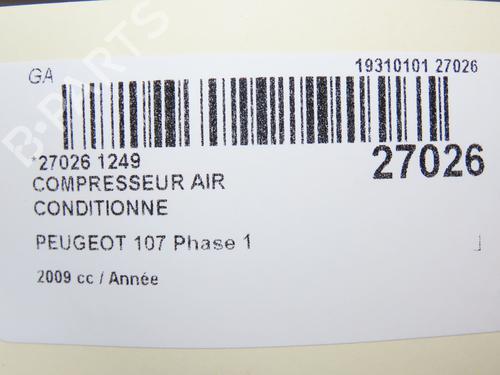 GA
19310101 27026
*27026 1249
27026
COMPRESSEUR AIR
CONDITIONNE
PEUGEOT 107 Phase 1
2009 cc / Année
B-PARTS